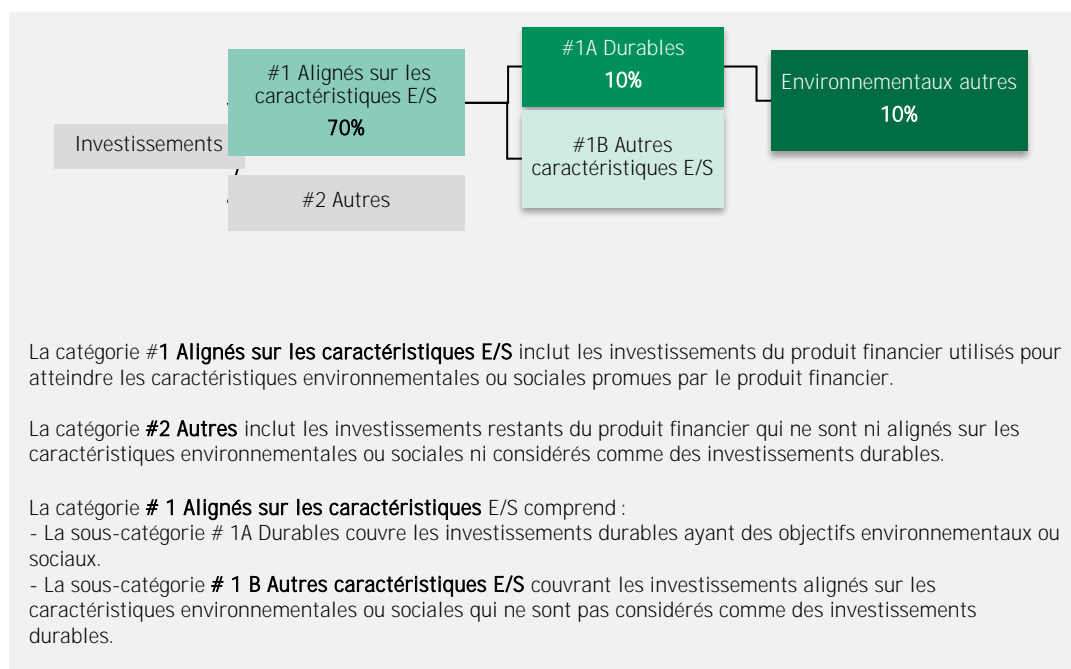 Investissements
#1 Alignés sur les
caractéristiques E/S
70%
#2 Autres
#1A Durables
10%
#1B Autres
caractéristiques E/S
Environnementaux autres
10%
La catégorie #1 Alignés sur les caractéristiques E/S inclut les investissements du produit financier utilisés pour
atteindre les caractéristiques environnementales ou sociales promues par le produit financier.
La catégorie #2 Autres inclut les investissements restants du produit financier qui ne sont ni alignés sur les
caractéristiques environnementales ou sociales ni considérés comme des investissements durables.
La catégorie # 1 Alignés sur les caractéristiques E/S comprend :
- La sous-catégorie # 1A Durables couvre les investissements durables ayant des objectifs environnementaux ou
sociaux.
- La sous-catégorie # 1 B Autres caractéristiques E/S couvrant les investissements alignés sur les
caractéristiques environnementales ou sociales qui ne sont pas considérés comme des investissements
durables.